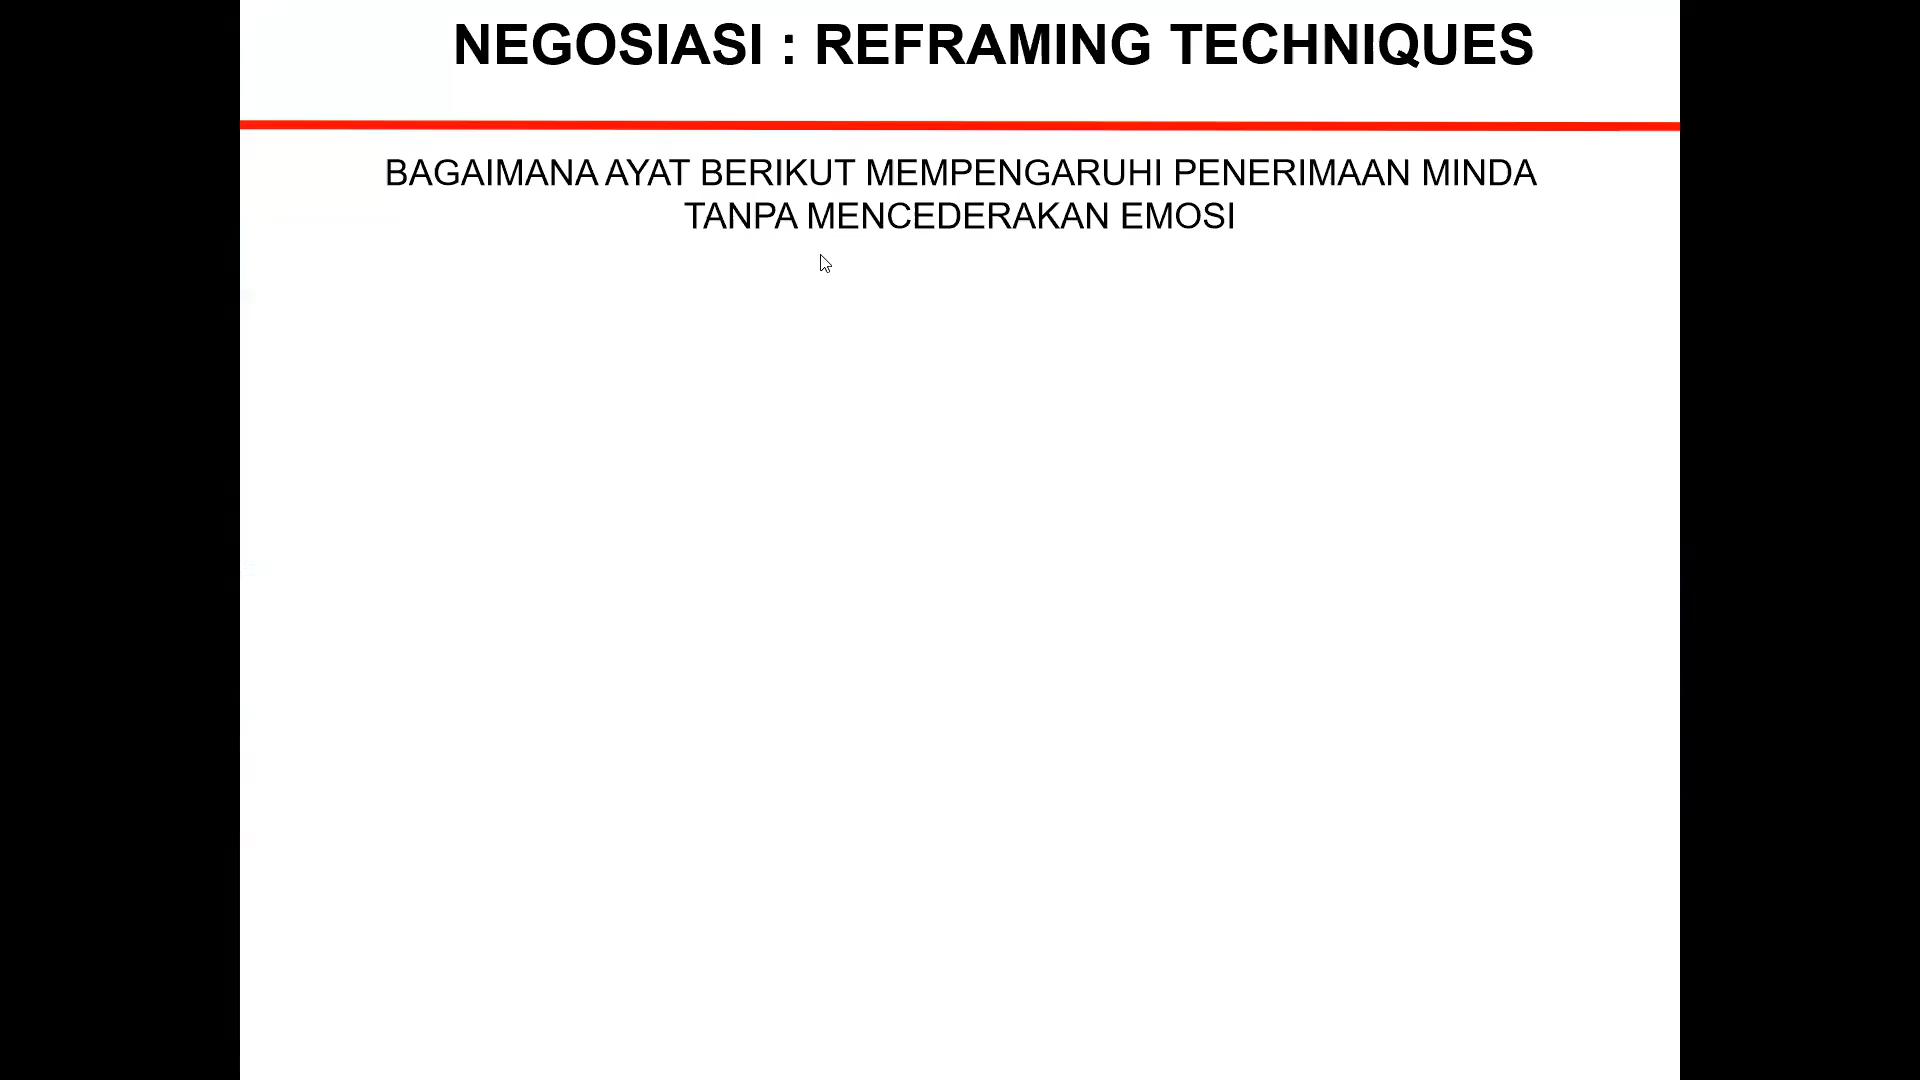 NEGOSIASI : REFRAMING TECHNIQUES
BAGAIMANA AYAT BERIKUT MEMPENGARUHI PENERIMAAN MINDA
TANPA MENCEDERAKAN EMOSI